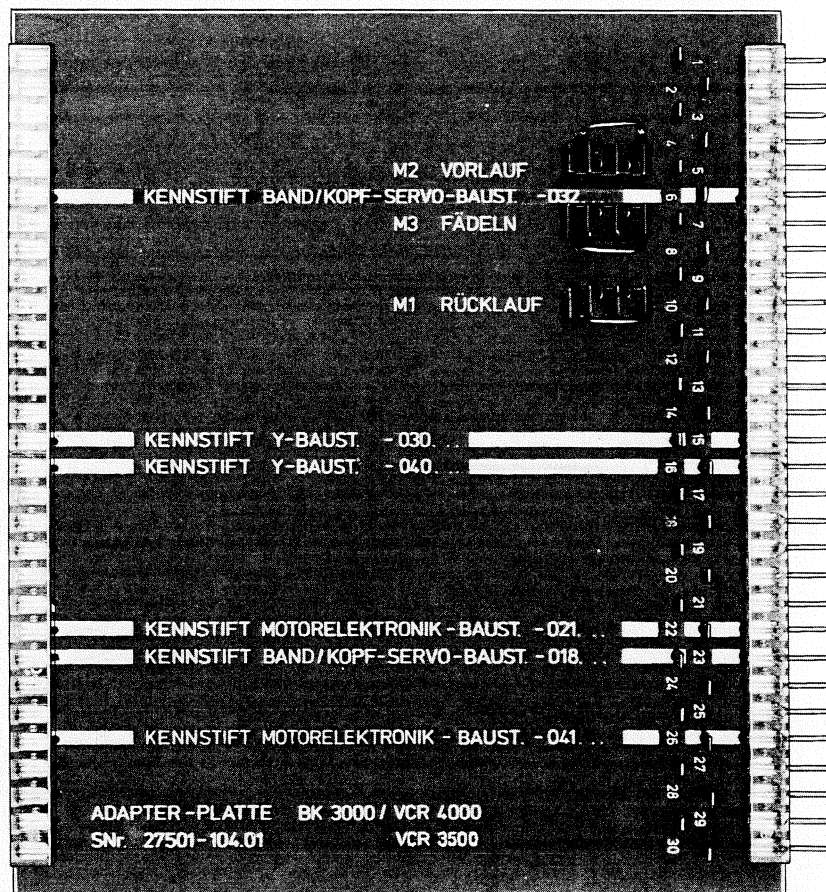 M2 VORLAUF
KENNSTIFT BAND/KOPF-SERVO-BAUST. -032...
M3 FÄDELN
M1 RÜCKLAUF
KENNSTIFT Y-BAUST. -030...
KENNSTIFT Y-BAUST. -040...
KENNSTIFT MOTORELEKTRONIK-BAUST. -021...
KENNSTIFT BAND/KOPF-SERVO-BAUST. -018...
KENNSTIFT MOTORELEKTRONIK - BAUST. -041...
ADAPTER-PLATTE BK 3000 / VCR 4000
SNr. 27501-104.01 VCR 3500
1
2
3
4
5
6
7
8
9
10
11
12
13
14
15
16
17
18
19
20
21
22
23
24
25
26
27
28
29
30